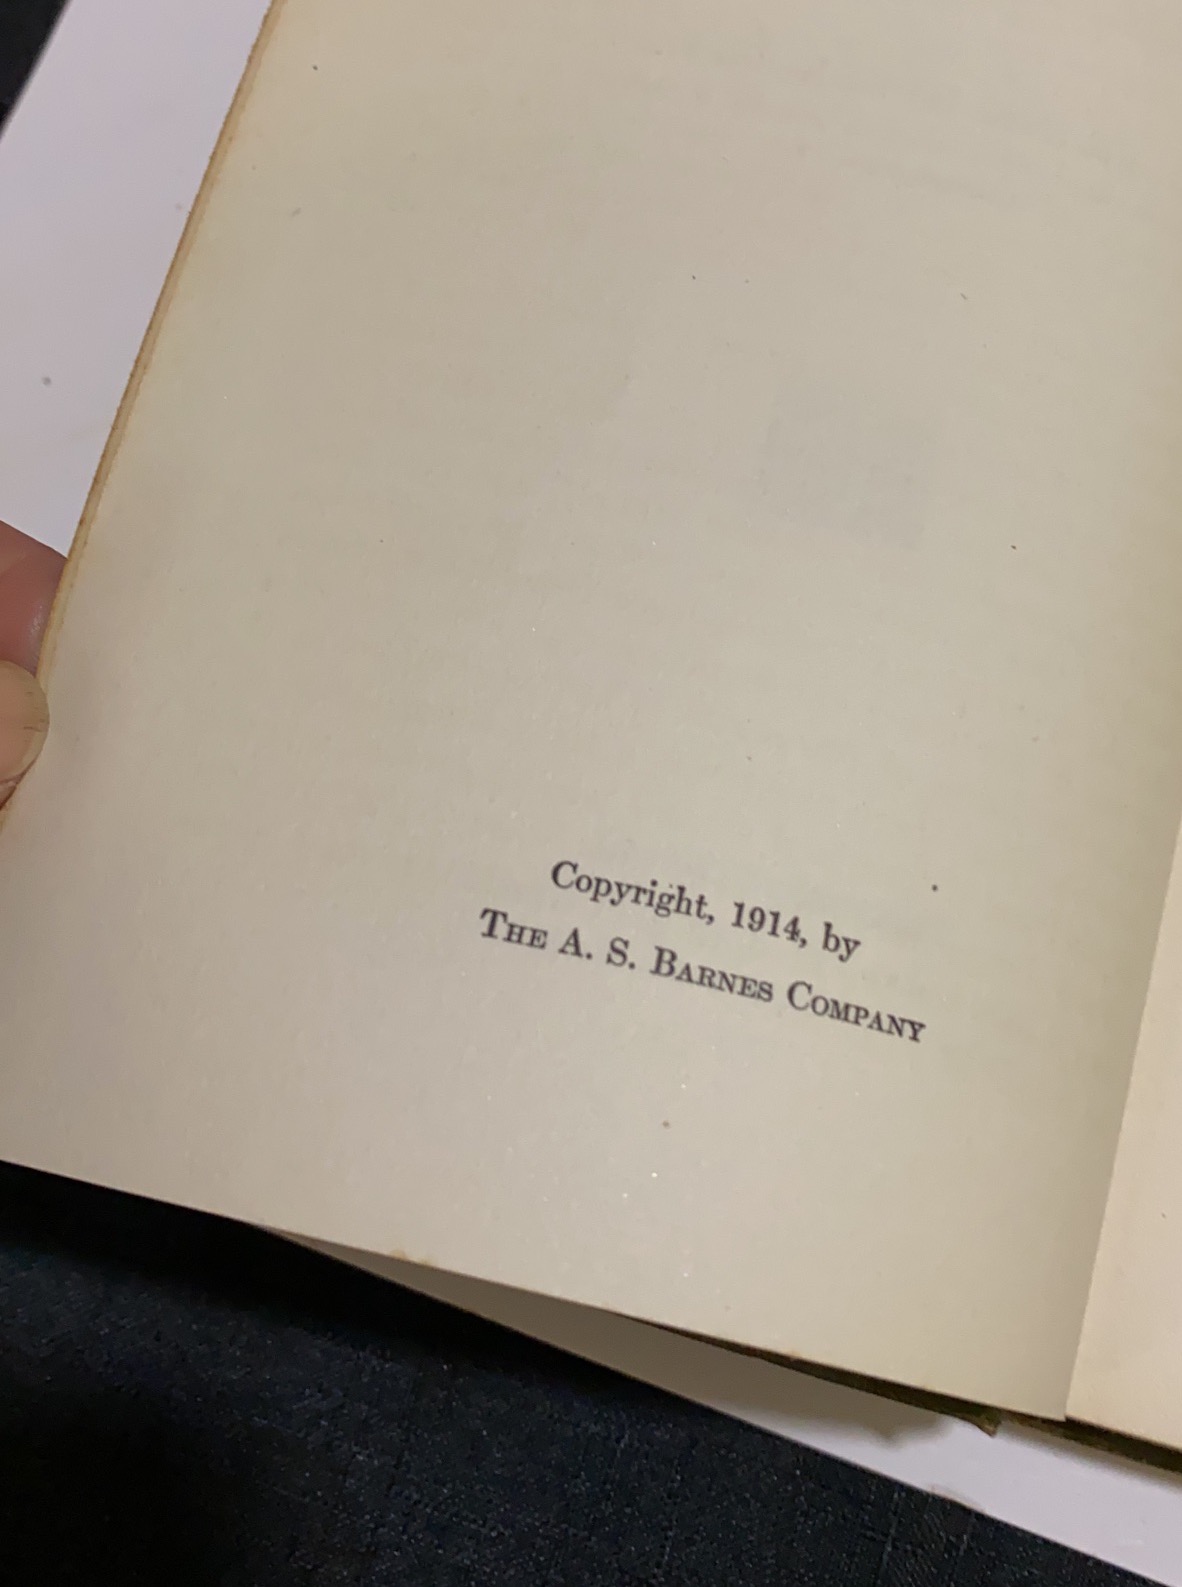 Copyright, 1914, by
THE A. S. BARNES COMPANY